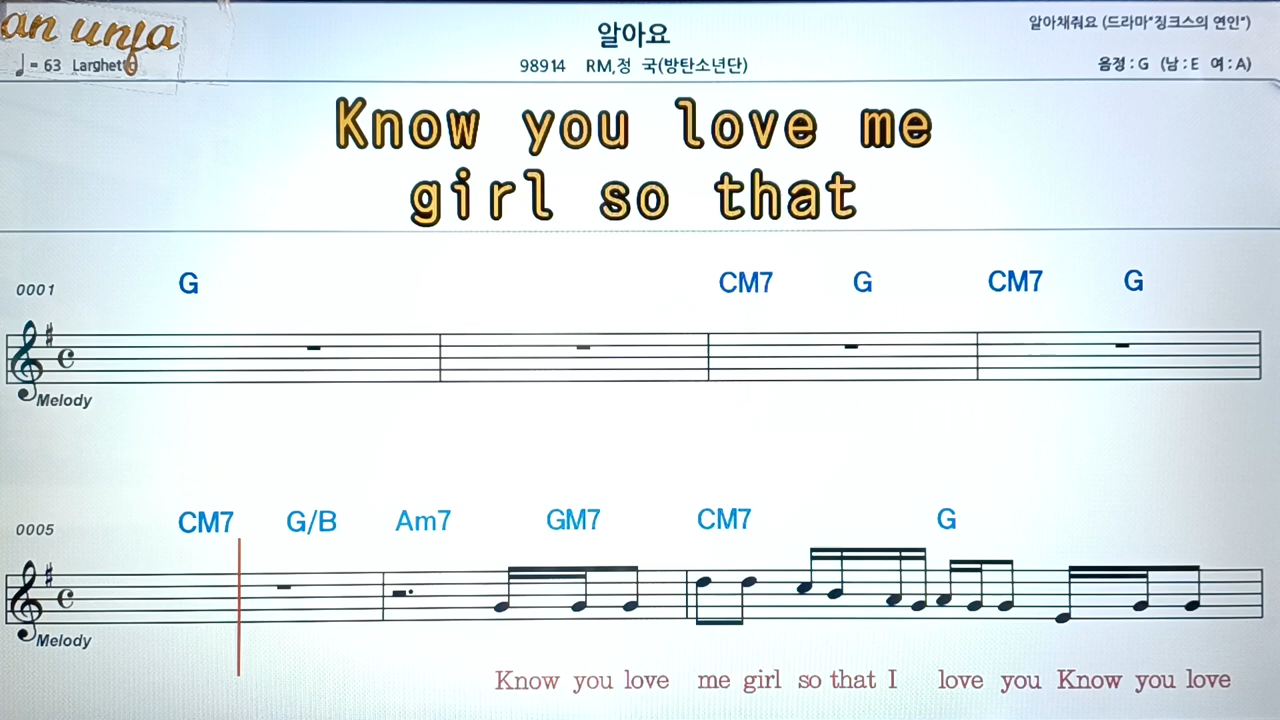 an unfa
♩= 63 Larghetto
알아요
98914 RM,정 국(방탄소년단)
알아채줘요 (드라마"징크스의 연인")
음정 : G (남 : E 여 : A)
Know you love me
girl so that
0001 G CM7 G CM7 G
Melody
0005 CM7 G/B Am7 GM7 CM7 G
Melody
Know you love me girl so that I love you Know you love